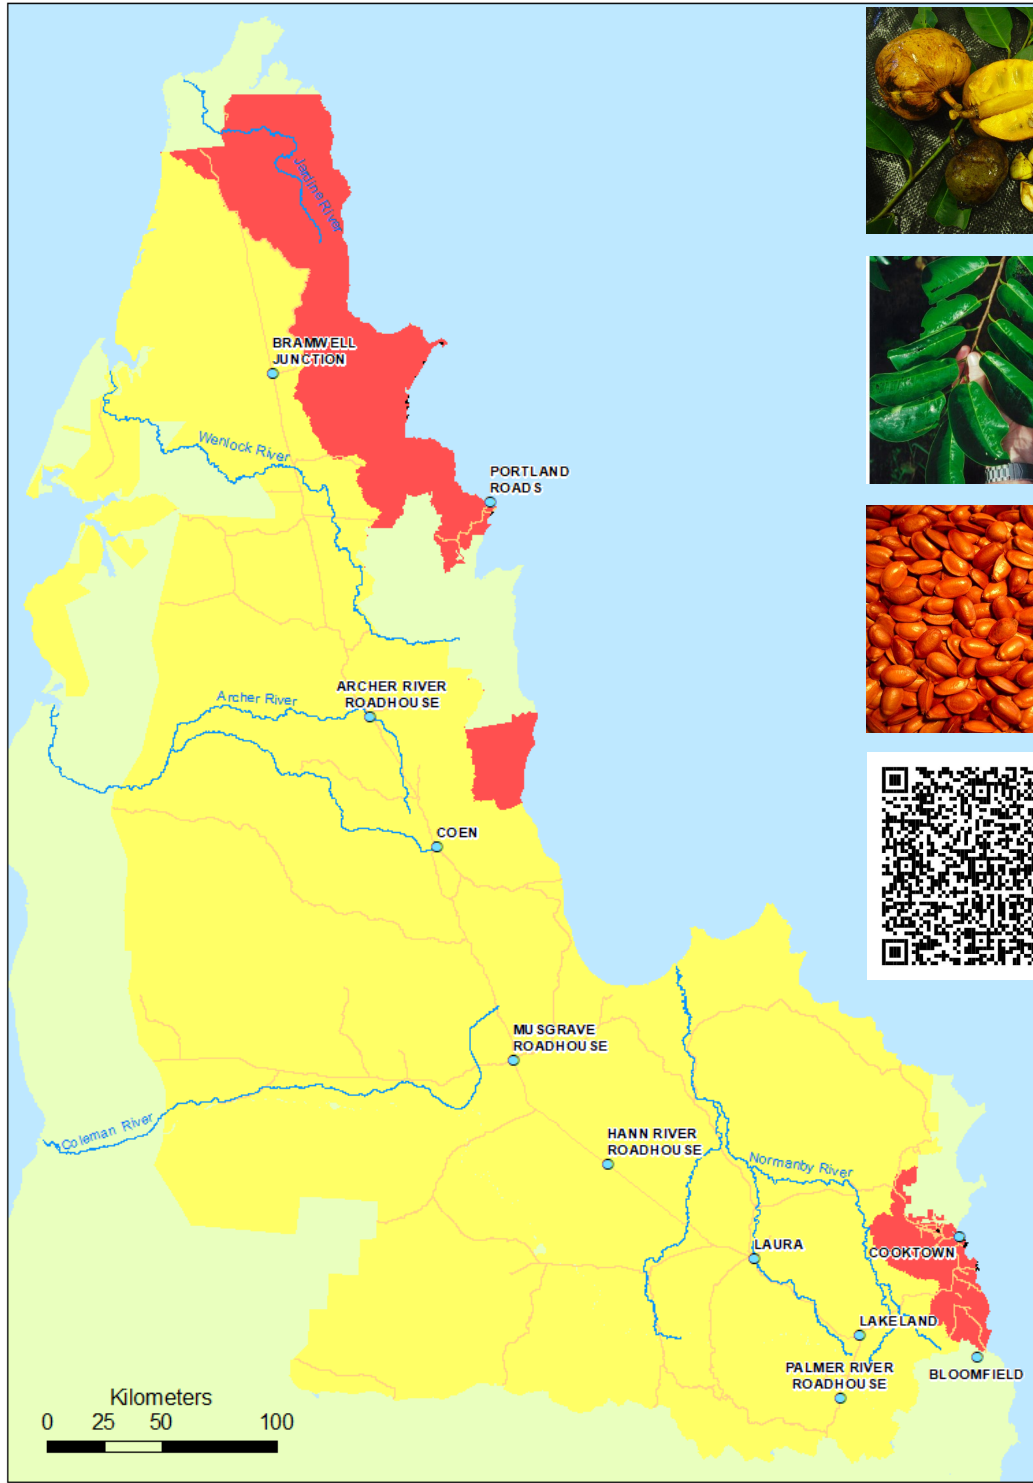 Jardine River
BRAMWELL
JUNCTION
Wenlock River
PORTLAND
ROADS
Archer River
ARCHER RIVER
ROADHOUSE
COEN
MUSGRAVE
ROADHOUSE
Coleman River
HANN RIVER
ROADHOUSE
Normanby River
LAURA
COOKTOWN
LAKELAND
PALMER RIVER
ROADHOUSE
BLOOMFIELD
Kilometers
0 25 50 100